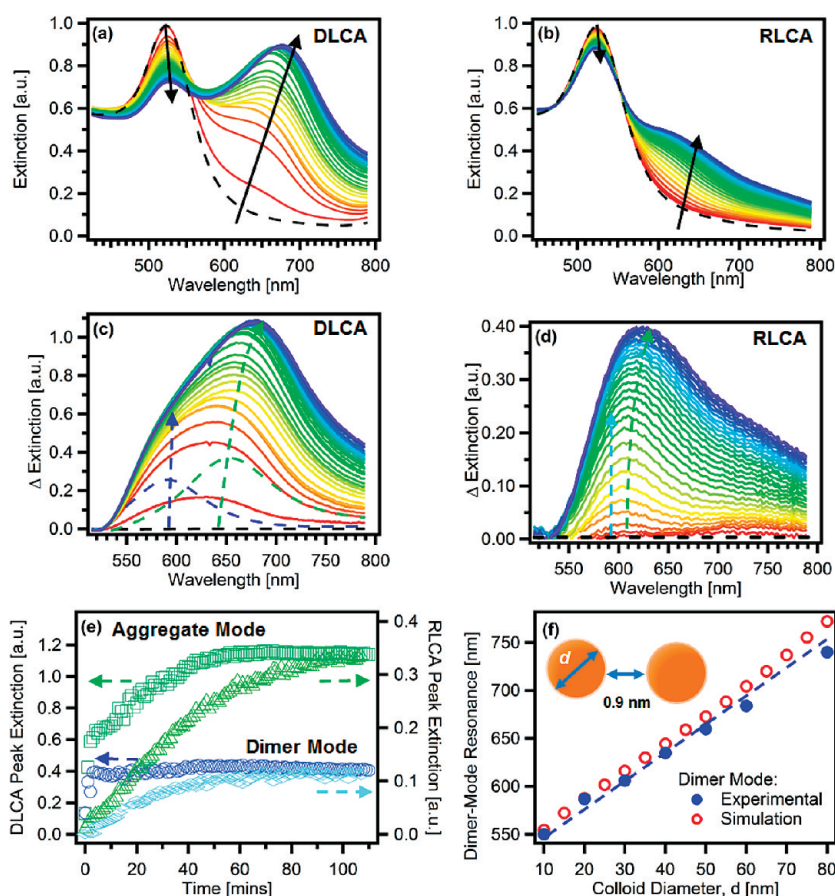 (a) DLCA
Extinction [a.u.]
1.0
0.8
0.6
0.4
0.2
0.0
500 600 700 800
Wavelength [nm]
(b) RLCA
Extinction [a.u.]
1.0
0.8
0.6
0.4
0.2
0.0
500 600 700 800
Wavelength [nm]
(c) DLCA
Δ Extinction [a.u.]
1.0
0.8
0.6
0.4
0.2
0.0
550 600 650 700 750
Wavelength [nm]
(d) RLCA
Δ Extinction [a.u.]
0.40
0.30
0.20
0.10
0.00
550 600 650 700 750
Wavelength [nm]
(e) Aggregate Mode
Dimer Mode
DLCA Peak Extinction [a.u.]
1.2
1.0
0.8
0.6
0.4
0.2
0.0
RLCA Peak Extinction [a.u.]
0.4
0.3
0.2
0.1
0.0
0 20 40 60 80 100
Time [mins]
(f)
d
0.9 nm
Dimer-Mode Resonance [nm]
750
700
650
600
550
Dimer Mode:
Experimental
Simulation
10 20 30 40 50 60 70 80
Colloid Diameter, d [nm]